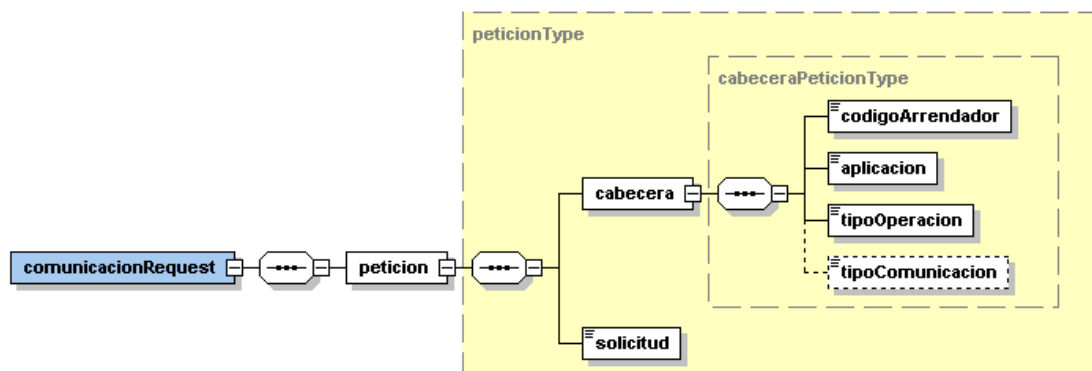 peticionType
cabeceraPeticionType
codigoArrendador
aplicacion
cabecera
tipoOperacion
comunicacionRequest
peticion
tipoComunicacion
solicitud